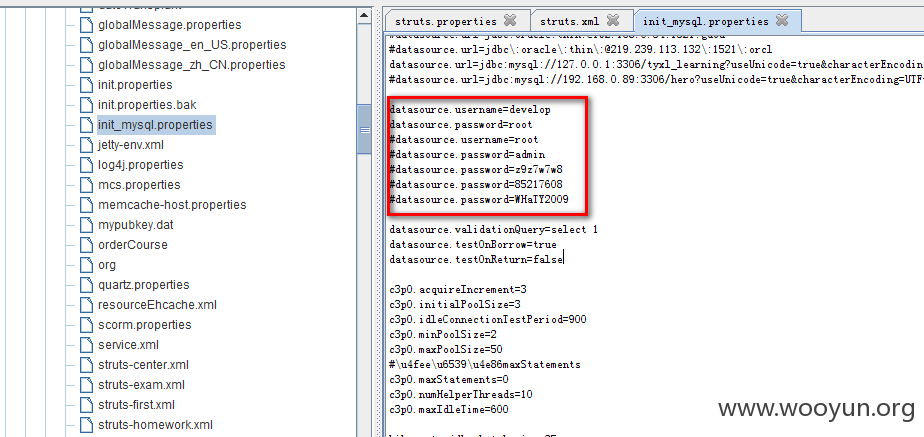 globalMessage.properties
globalMessage_en_US.properties
globalMessage_zh_CN.properties
init.properties
init.properties.bak
init_mysql.properties
jetty-env.xml
log4j.properties
mcs.properties
memcache-host.properties
mypubkey.dat
orderCourse
org
quartz.properties
resourceEhcache.xml
scorm.properties
service.xml
struts-center.xml
struts-exam.xml
struts-first.xml
struts-homework.xml
struts.properties
struts.xml
init_mysql.properties
#datasource.url=jdbc\:oracle\:thin\:@219.239.113.132\:1521\:orcl
datasource.url=jdbc:mysql://127.0.0.1:3306/tyxl_learning?useUnicode=true&characterEncoding
#datasource.url=jdbc:mysql://192.168.0.89:3306/hero?useUnicode=true&characterEncoding=UTF
datasource.username=develop
datasource.password=root
#datasource.username=root
#datasource.password=admin
#datasource.password=z9z7w7w8
#datasource.password=85217608
#datasource.password=WHaTY2009
datasource.validationQuery=select 1
datasource.testOnBorrow=true
datasource.testOnReturn=false
c3p0.acquireIncrement=3
c3p0.initialPoolSize=3
c3p0.idleConnectionTestPeriod=900
c3p0.minPoolSize=2
c3p0.maxPoolSize=50
#\u4fee\u6539\u4e86maxStatements
c3p0.maxStatements=0
c3p0.numHelperThreads=10
c3p0.maxIdleTime=600
www.wooyun.org